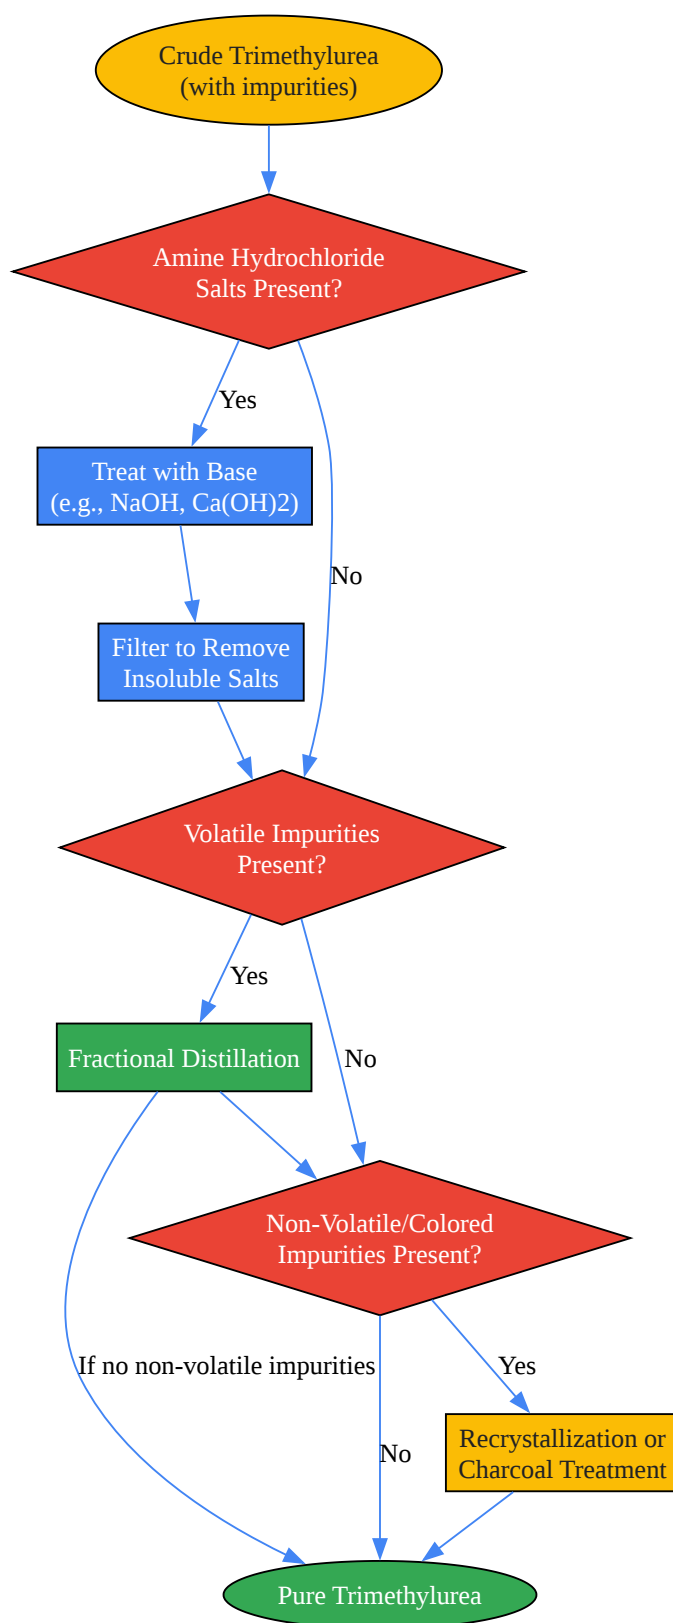 Crude Trimethylurea
(with impurities)
Amine Hydrochloride
Salts Present?
Yes
Treat with Base
(e.g., NaOH, Ca(OH)2)
No
Filter to Remove
Insoluble Salts
Volatile Impurities
Present?
Yes
Fractional Distillation
No
Non-Volatile/Colored
Impurities Present?
If no non-volatile impurities
Yes
No
Recrystallization or
Charcoal Treatment
Pure Trimethylurea